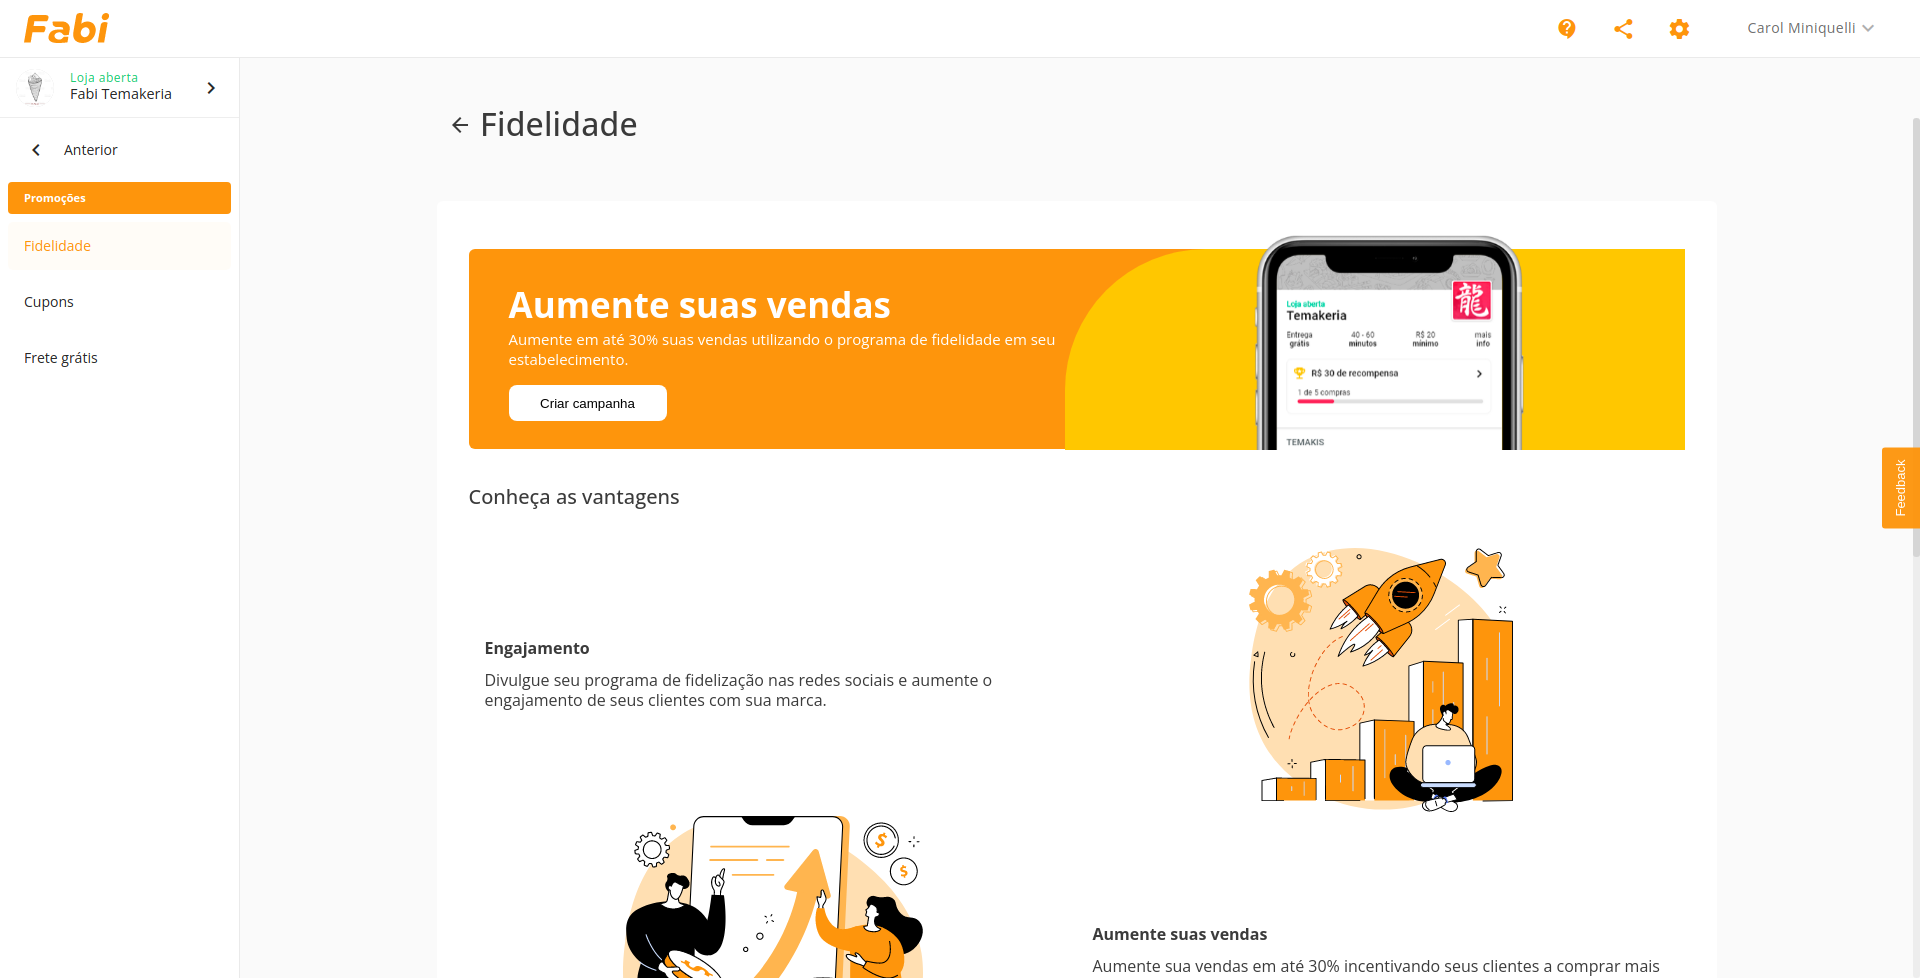 Fabi
Carol Miniquelli
Loja aberta
Fabi Temakeria
Anterior
Promoções
Fidelidade
Cupons
Frete grátis
Fidelidade
Aumente suas vendas
Aumente em até 30% suas vendas utilizando o programa de fidelidade em seu
estabelecimento.
Criar campanha
Loja aberta
Temakeria
龍
Entrega grátis
40 - 60 minutos
R$ 20 mínimo
mais info
R$ 30 de recompensa
1 de 5 compras
TEMAKIS
Feedback
Conheça as vantagens
Engajamento
Divulgue seu programa de fidelização nas redes sociais e aumente o
engajamento de seus clientes com sua marca.
$
$
Aumente suas vendas
Aumente sua vendas em até 30% incentivando seus clientes a comprar mais